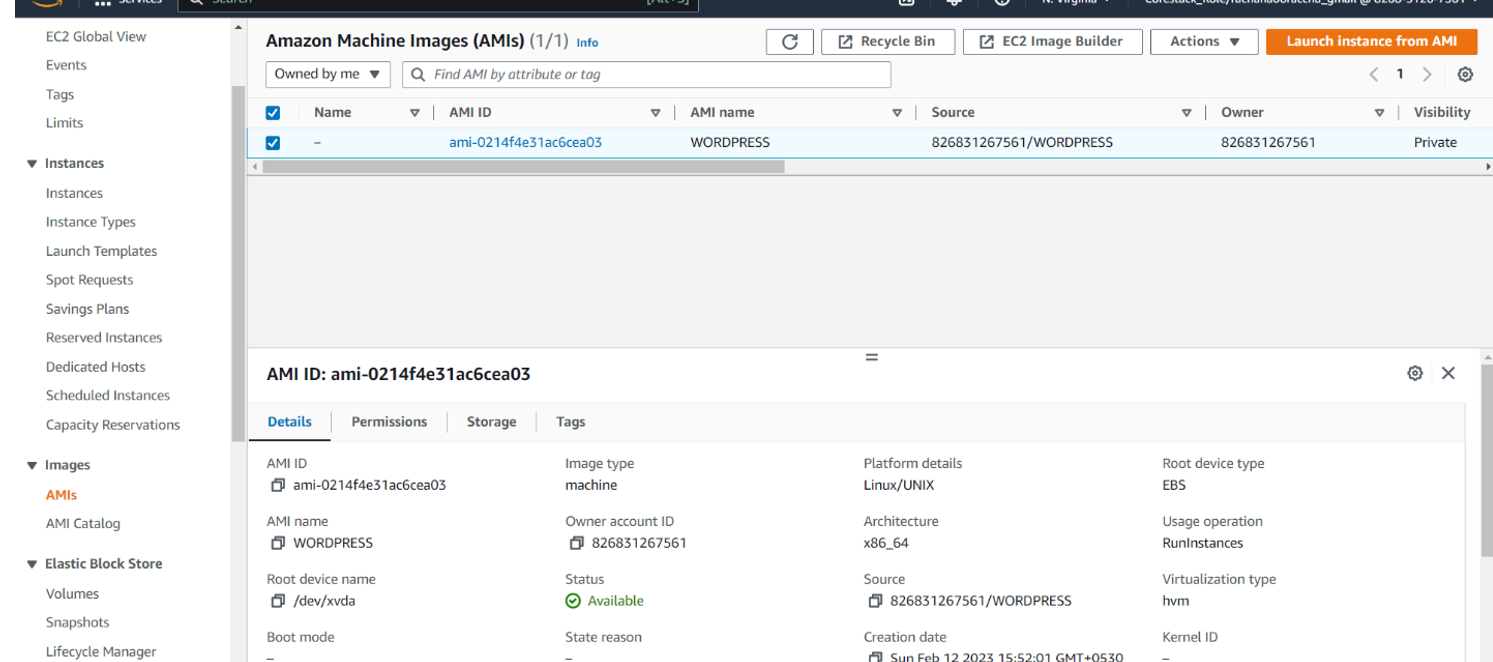 Services Search [Alt+S] N. Virginia
EC2 Global View
Events
Tags
Limits
Instances
Instances
Instance Types
Launch Templates
Spot Requests
Savings Plans
Reserved Instances
Dedicated Hosts
Scheduled Instances
Capacity Reservations
Images
AMIs
AMI Catalog
Elastic Block Store
Volumes
Snapshots
Lifecycle Manager
Amazon Machine Images (AMIs) (1/1) Info Recycle Bin EC2 Image Builder Actions Launch instance from AMI
Owned by me Find AMI by attribute or tag 1
Name AMI ID AMI name Source Owner Visibility
– ami-0214f4e31ac6cea03 WORDPRESS 826831267561/WORDPRESS 826831267561 Private
AMI ID: ami-0214f4e31ac6cea03
Details Permissions Storage Tags
AMI ID Image type Platform details Root device type
ami-0214f4e31ac6cea03 machine Linux/UNIX EBS
AMI name Owner account ID Architecture Usage operation
WORDPRESS 826831267561 x86_64 RunInstances
Root device name Status Source Virtualization type
/dev/xvda Available 826831267561/WORDPRESS hvm
Boot mode State reason Creation date Kernel ID
– – Sun Feb 12 2023 15:52:01 GMT+0530 –